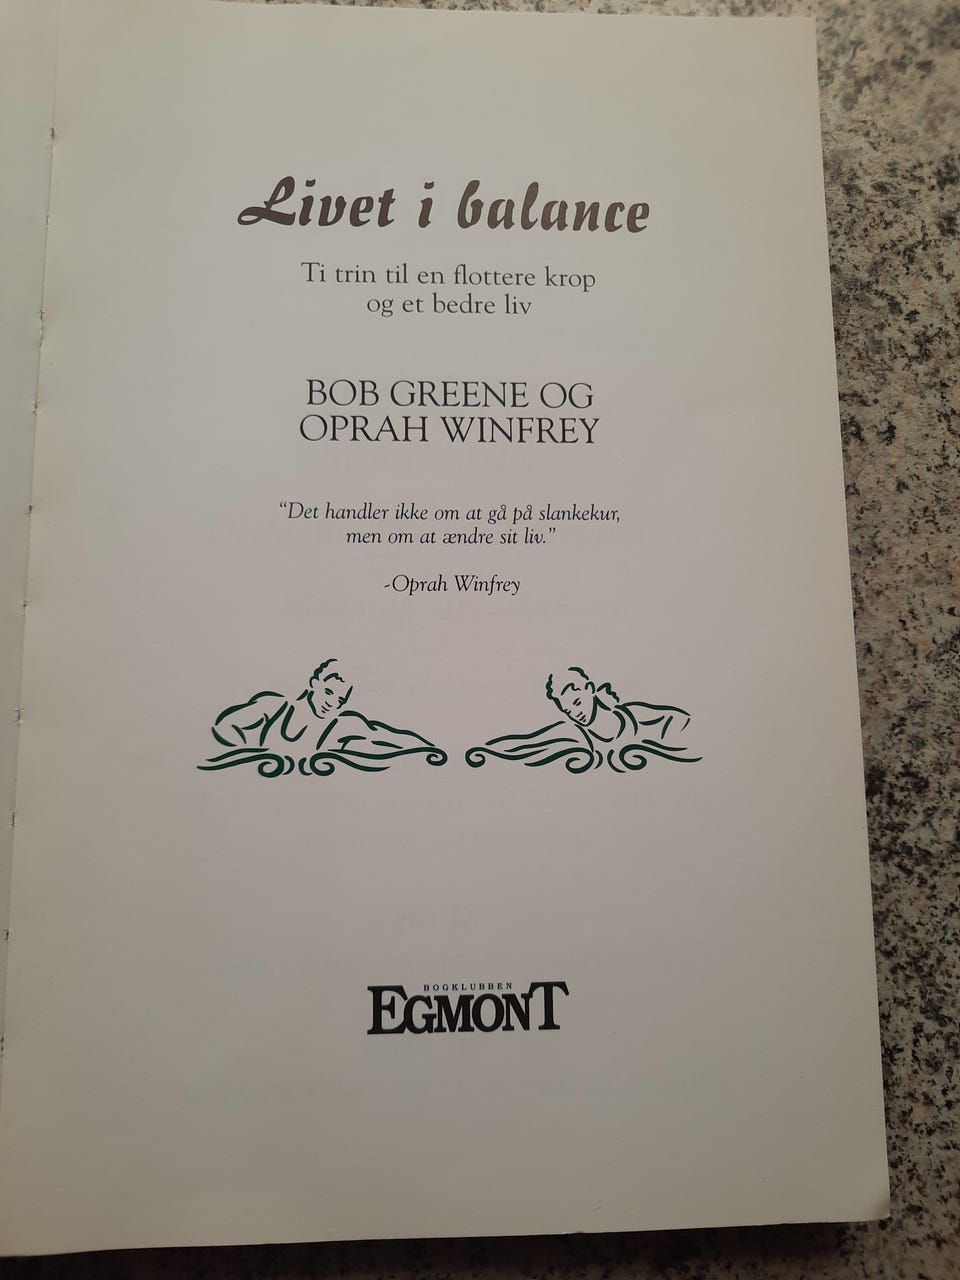 Livet i balance
Ti trin til en flottere krop
og et bedre liv
BOB GREENE OG
OPRAH WINFREY
“Det handler ikke om at gå på slankekur,
men om at ændre sit liv.”
-Oprah Winfrey
BOGKLUBBEN
EGMONT